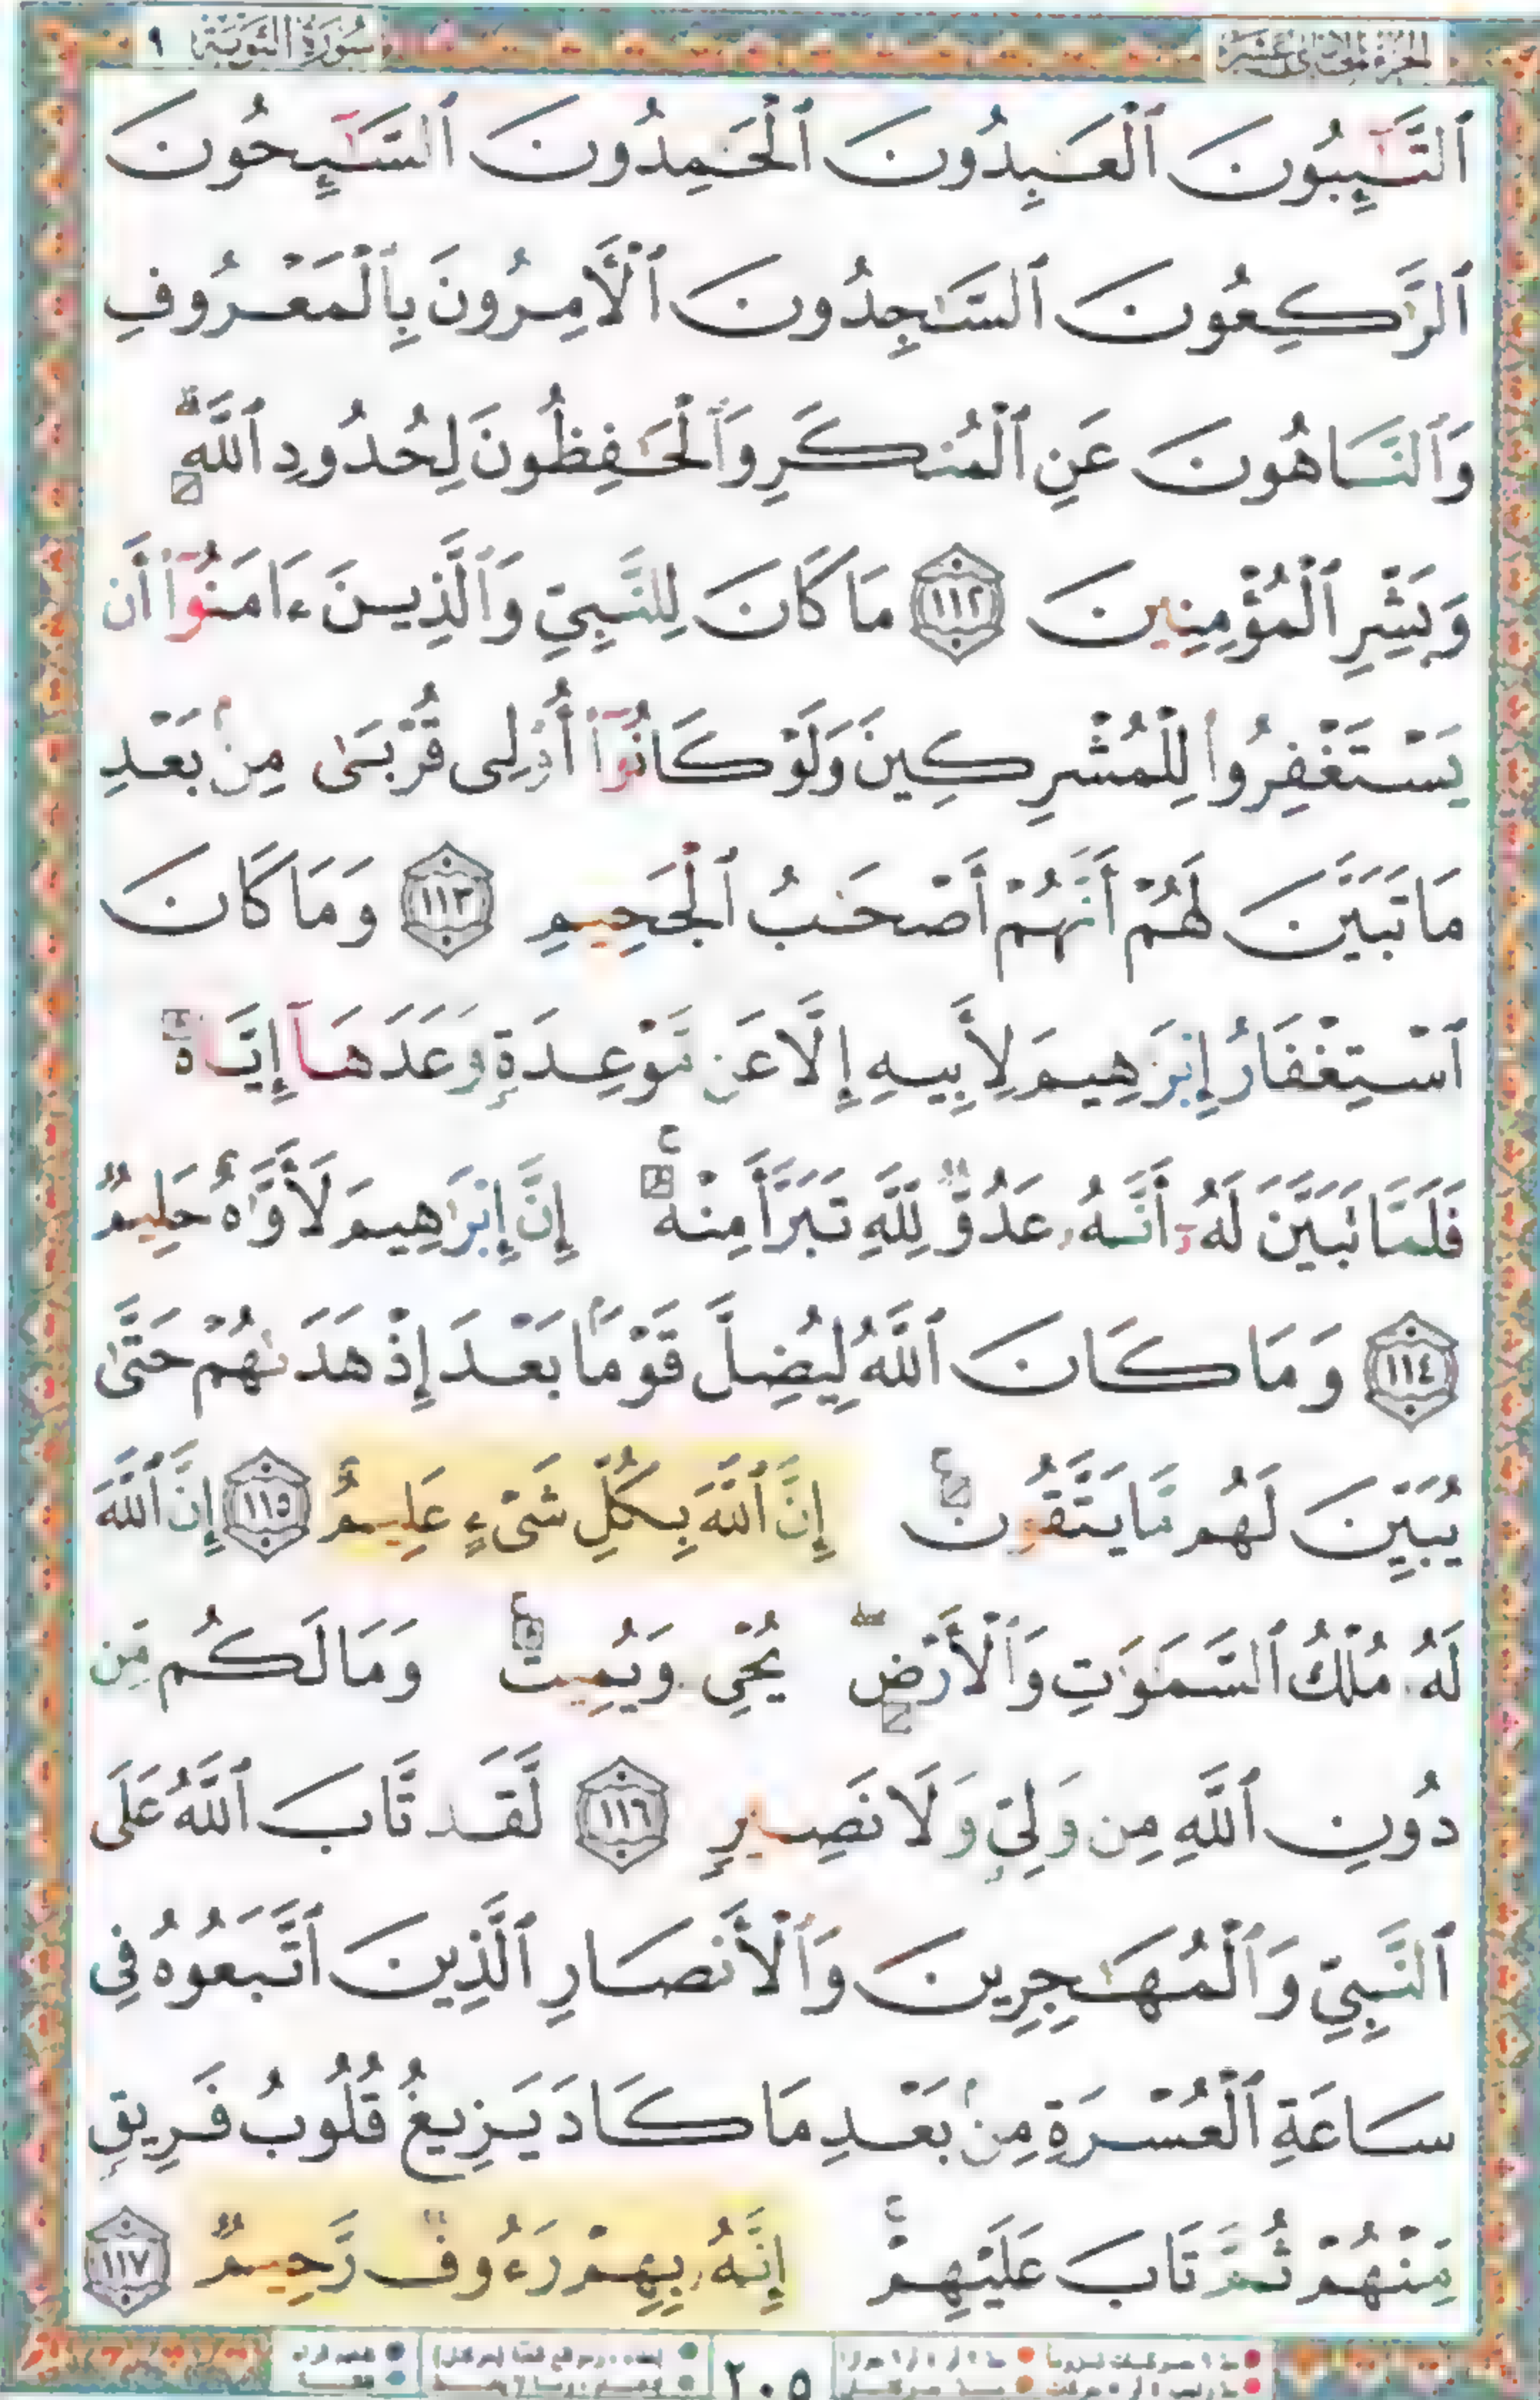 سُورَةُ التَّوْبَةِ ٩
الجزء الحادي عشر
ٱلتَّـٰٓئِبُونَ ٱلْعَـٰبِدُونَ ٱلْحَـٰمِدُونَ ٱلسَّـٰٓئِحُونَ
ٱلرَّٰكِعُونَ ٱلسَّـٰجِدُونَ ٱلْـَٔامِرُونَ بِٱلْمَعْرُوفِ
وَٱلنَّاهُونَ عَنِ ٱلْمُنكَرِ وَٱلْحَـٰفِظُونَ لِحُدُودِ ٱللَّهِ ۗ
وَبَشِّرِ ٱلْمُؤْمِنِينَ ١١٢ مَا كَانَ لِلنَّبِىِّ وَٱلَّذِينَ ءَامَنُوٓا۟ أَن
يَسْتَغْفِرُوا۟ لِلْمُشْرِكِينَ وَلَوْ كَانُوٓا۟ أُو۟لِى قُرْبَىٰ مِنۢ بَعْدِ
مَا تَبَيَّنَ لَهُمْ أَنَّهُمْ أَصْحَـٰبُ ٱلْجَحِيمِ ١١٣ وَمَا كَانَ
ٱسْتِغْفَارُ إِبْرَٰهِيمَ لِأَبِيهِ إِلَّا عَن مَّوْعِدَةٍ وَعَدَهَآ إِيَّاهُ
فَلَمَّا تَبَيَّنَ لَهُۥٓ أَنَّهُۥ عَدُوٌّ لِّلَّهِ تَبَرَّأَ مِنْهُ ۚ إِنَّ إِبْرَٰهِيمَ لَأَوَّٰهٌ حَلِيمٌ
١١٤ وَمَا كَانَ ٱللَّهُ لِيُضِلَّ قَوْمًۢا بَعْدَ إِذْ هَدَىٰهُمْ حَتَّىٰ
يُبَيِّنَ لَهُم مَّا يَتَّقُونَ ۚ إِنَّ ٱللَّهَ بِكُلِّ شَىْءٍ عَلِيمٌ ١١٥ إِنَّ ٱللَّهَ
لَهُۥ مُلْكُ ٱلسَّمَـٰوَٰتِ وَٱلْأَرْضِ ۖ يُحْىِۦ وَيُمِيتُ ۚ وَمَا لَكُم مِّن
دُونِ ٱللَّهِ مِن وَلِىٍّ وَلَا نَصِيرٍ ١١٦ لَّقَد تَّابَ ٱللَّهُ عَلَى
ٱلنَّبِىِّ وَٱلْمُهَـٰجِرِينَ وَٱلْأَنصَارِ ٱلَّذِينَ ٱتَّبَعُوهُ فِى
سَاعَةِ ٱلْعُسْرَةِ مِنۢ بَعْدِ مَا كَادَ يَزِيغُ قُلُوبُ فَرِيقٍ
مِّنْهُمْ ثُمَّ تَابَ عَلَيْهِمْ ۚ إِنَّهُۥ بِهِمْ رَءُوفٌ رَّحِيمٌ ١١٧
٢٠٥